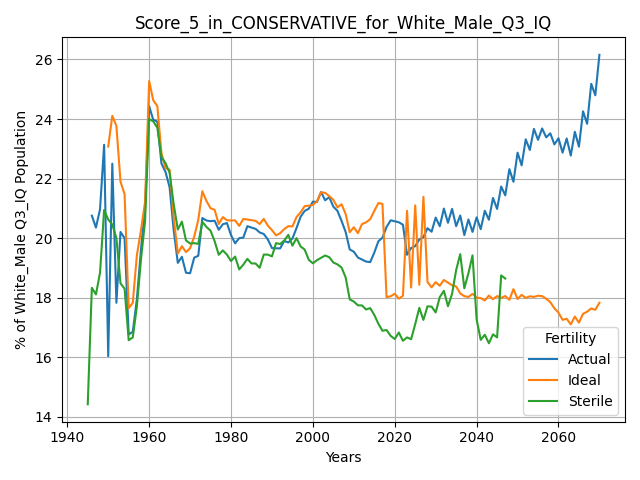 Score_5_in_CONSERVATIVE_for_White_Male_Q3_IQ
% of White_Male Q3_IQ Population
26
24
22
20
18
16
14
1940 1960 1980 2000 2020 2040 2060
Years
Fertility
Actual
Ideal
Sterile